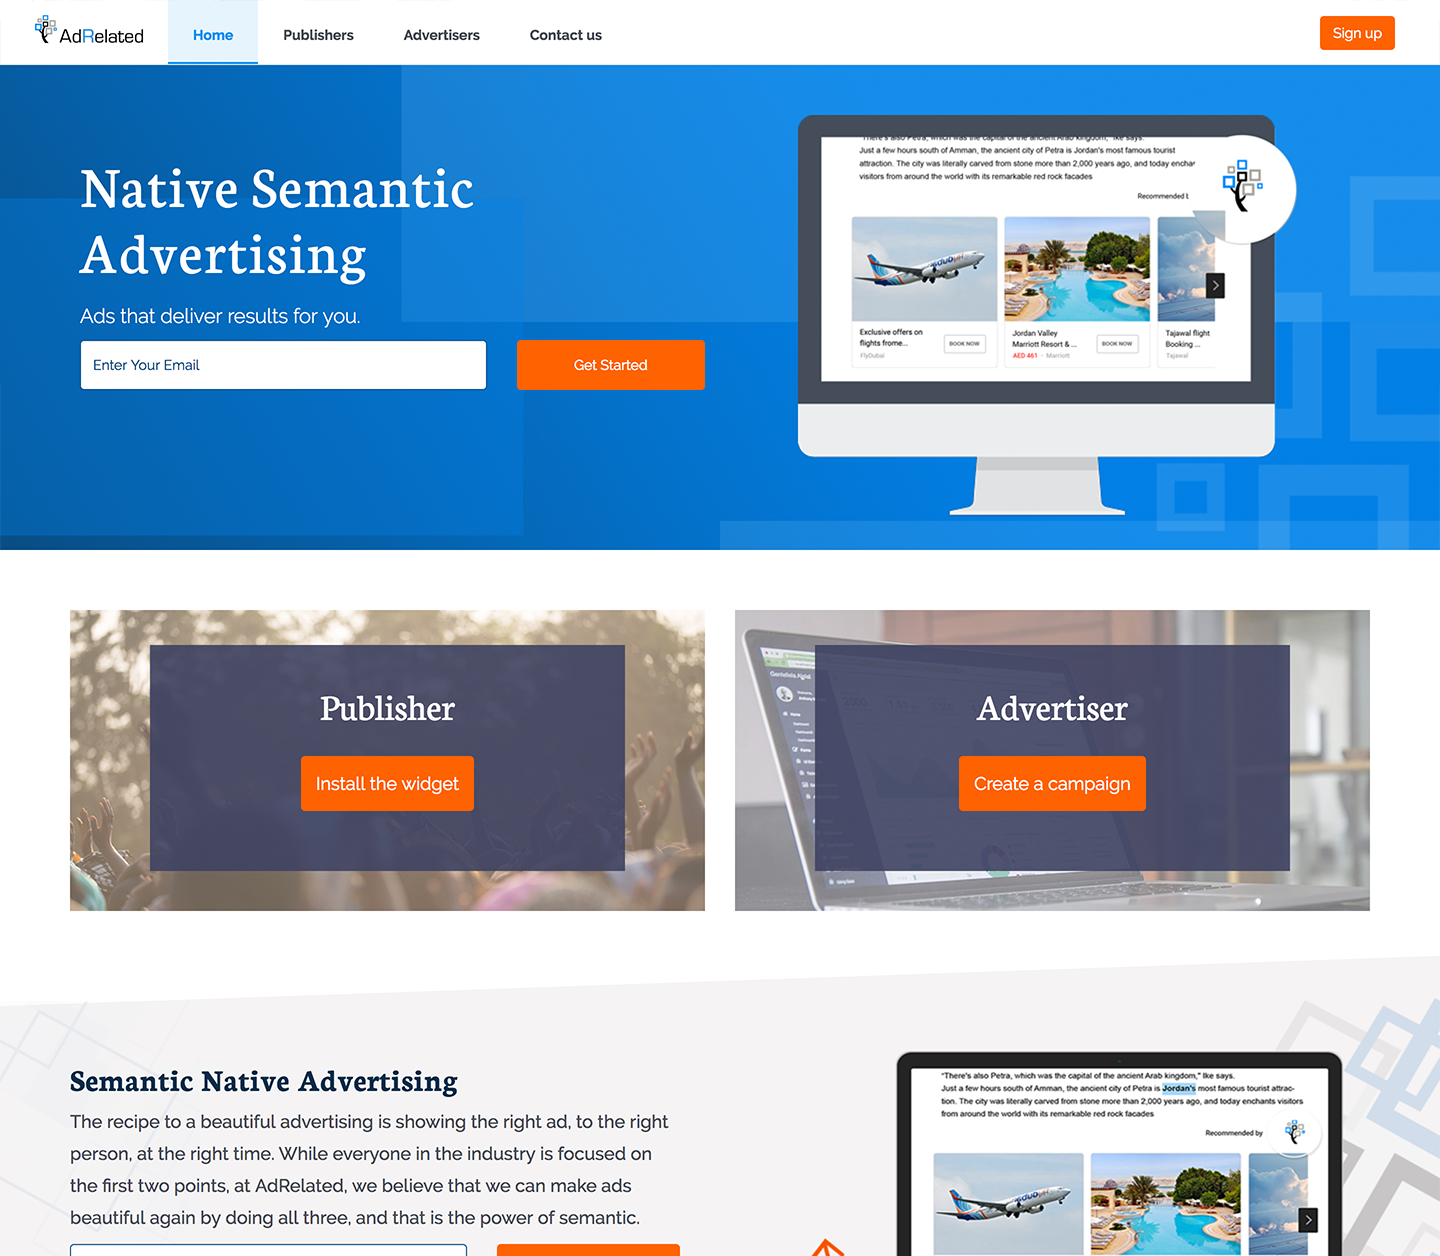 AdRelated
Home
Publishers
Advertisers
Contact us
Sign up
Native Semantic
Advertising
Ads that deliver results for you.
Enter Your Email
Get Started
"There's also Petra, which was the capital of the ancient Arab kingdom," Ike says.
Just a few hours south of Amman, the ancient city of Petra is Jordan's most famous tourist
attraction. The city was literally carved from stone more than 2,000 years ago, and today enchan
visitors from around the world with its remarkable red rock facades
Recommended b
Exclusive offers on
flights frome...
FlyDubai
BOOK NOW
Jordan Valley
Marriott Resort & ...
AED 461 - Marriott
BOOK NOW
Tajawal flight
Booking ...
Tajawal
Publisher
Install the widget
Advertiser
Create a campaign
Semantic Native Advertising
The recipe to a beautiful advertising is showing the right ad, to the right
person, at the right time. While everyone in the industry is focused on
the first two points, at AdRelated, we believe that we can make ads
beautiful again by doing all three, and that is the power of semantic.
"There's also Petra, which was the capital of the ancient Arab kingdom," Ike says.
Just a few hours south of Amman, the ancient city of Petra is Jordan's most famous tourist attrac-
tion. The city was literally carved from stone more than 2,000 years ago, and today enchants visitors
from around the world with its remarkable red rock facades
Recommended by